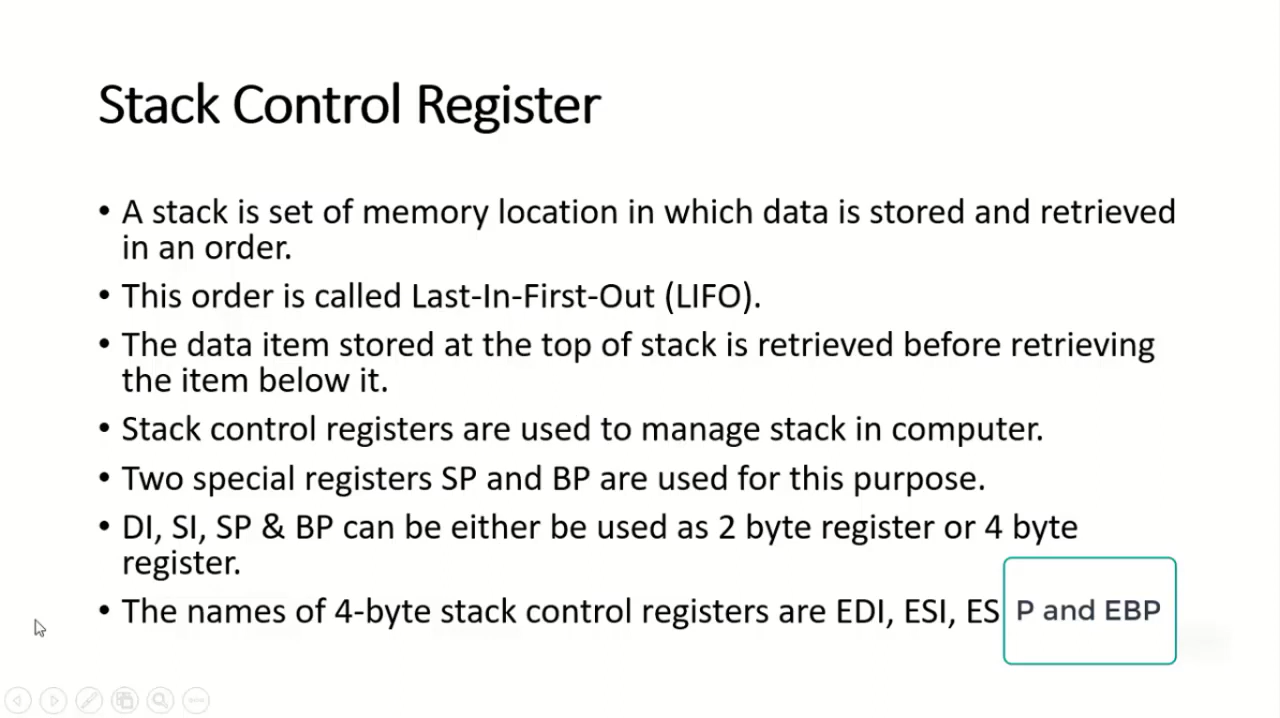 Stack Control Register
• A stack is set of memory location in which data is stored and retrieved
in an order.
• This order is called Last-In-First-Out (LIFO).
• The data item stored at the top of stack is retrieved before retrieving
the item below it.
• Stack control registers are used to manage stack in computer.
• Two special registers SP and BP are used for this purpose.
• DI, SI, SP & BP can be either be used as 2 byte register or 4 byte
register.
• The names of 4-byte stack control registers are EDI, ESI, ESP and EBP